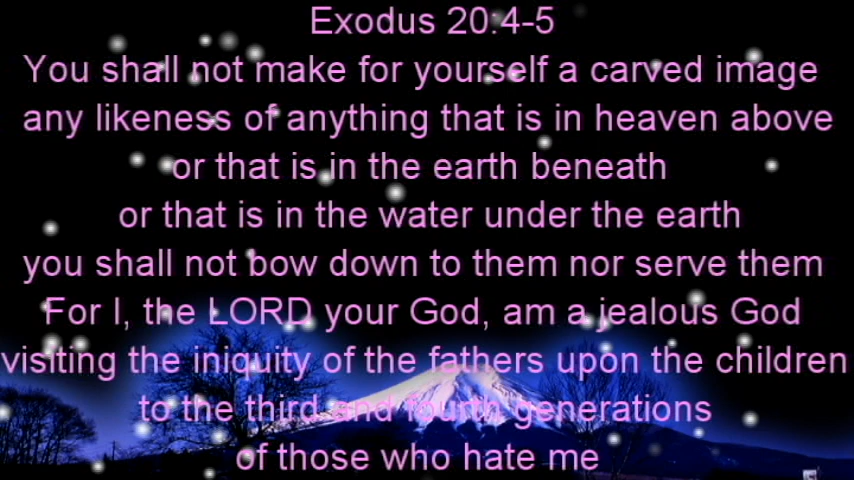 Exodus 20:4-5
You shall not make for yourself a carved image
any likeness of anything that is in heaven above
or that is in the earth beneath
or that is in the water under the earth
you shall not bow down to them nor serve them
For I, the LORD your God, am a jealous God
visiting the iniquity of the fathers upon the children
to the third and fourth generations
of those who hate me